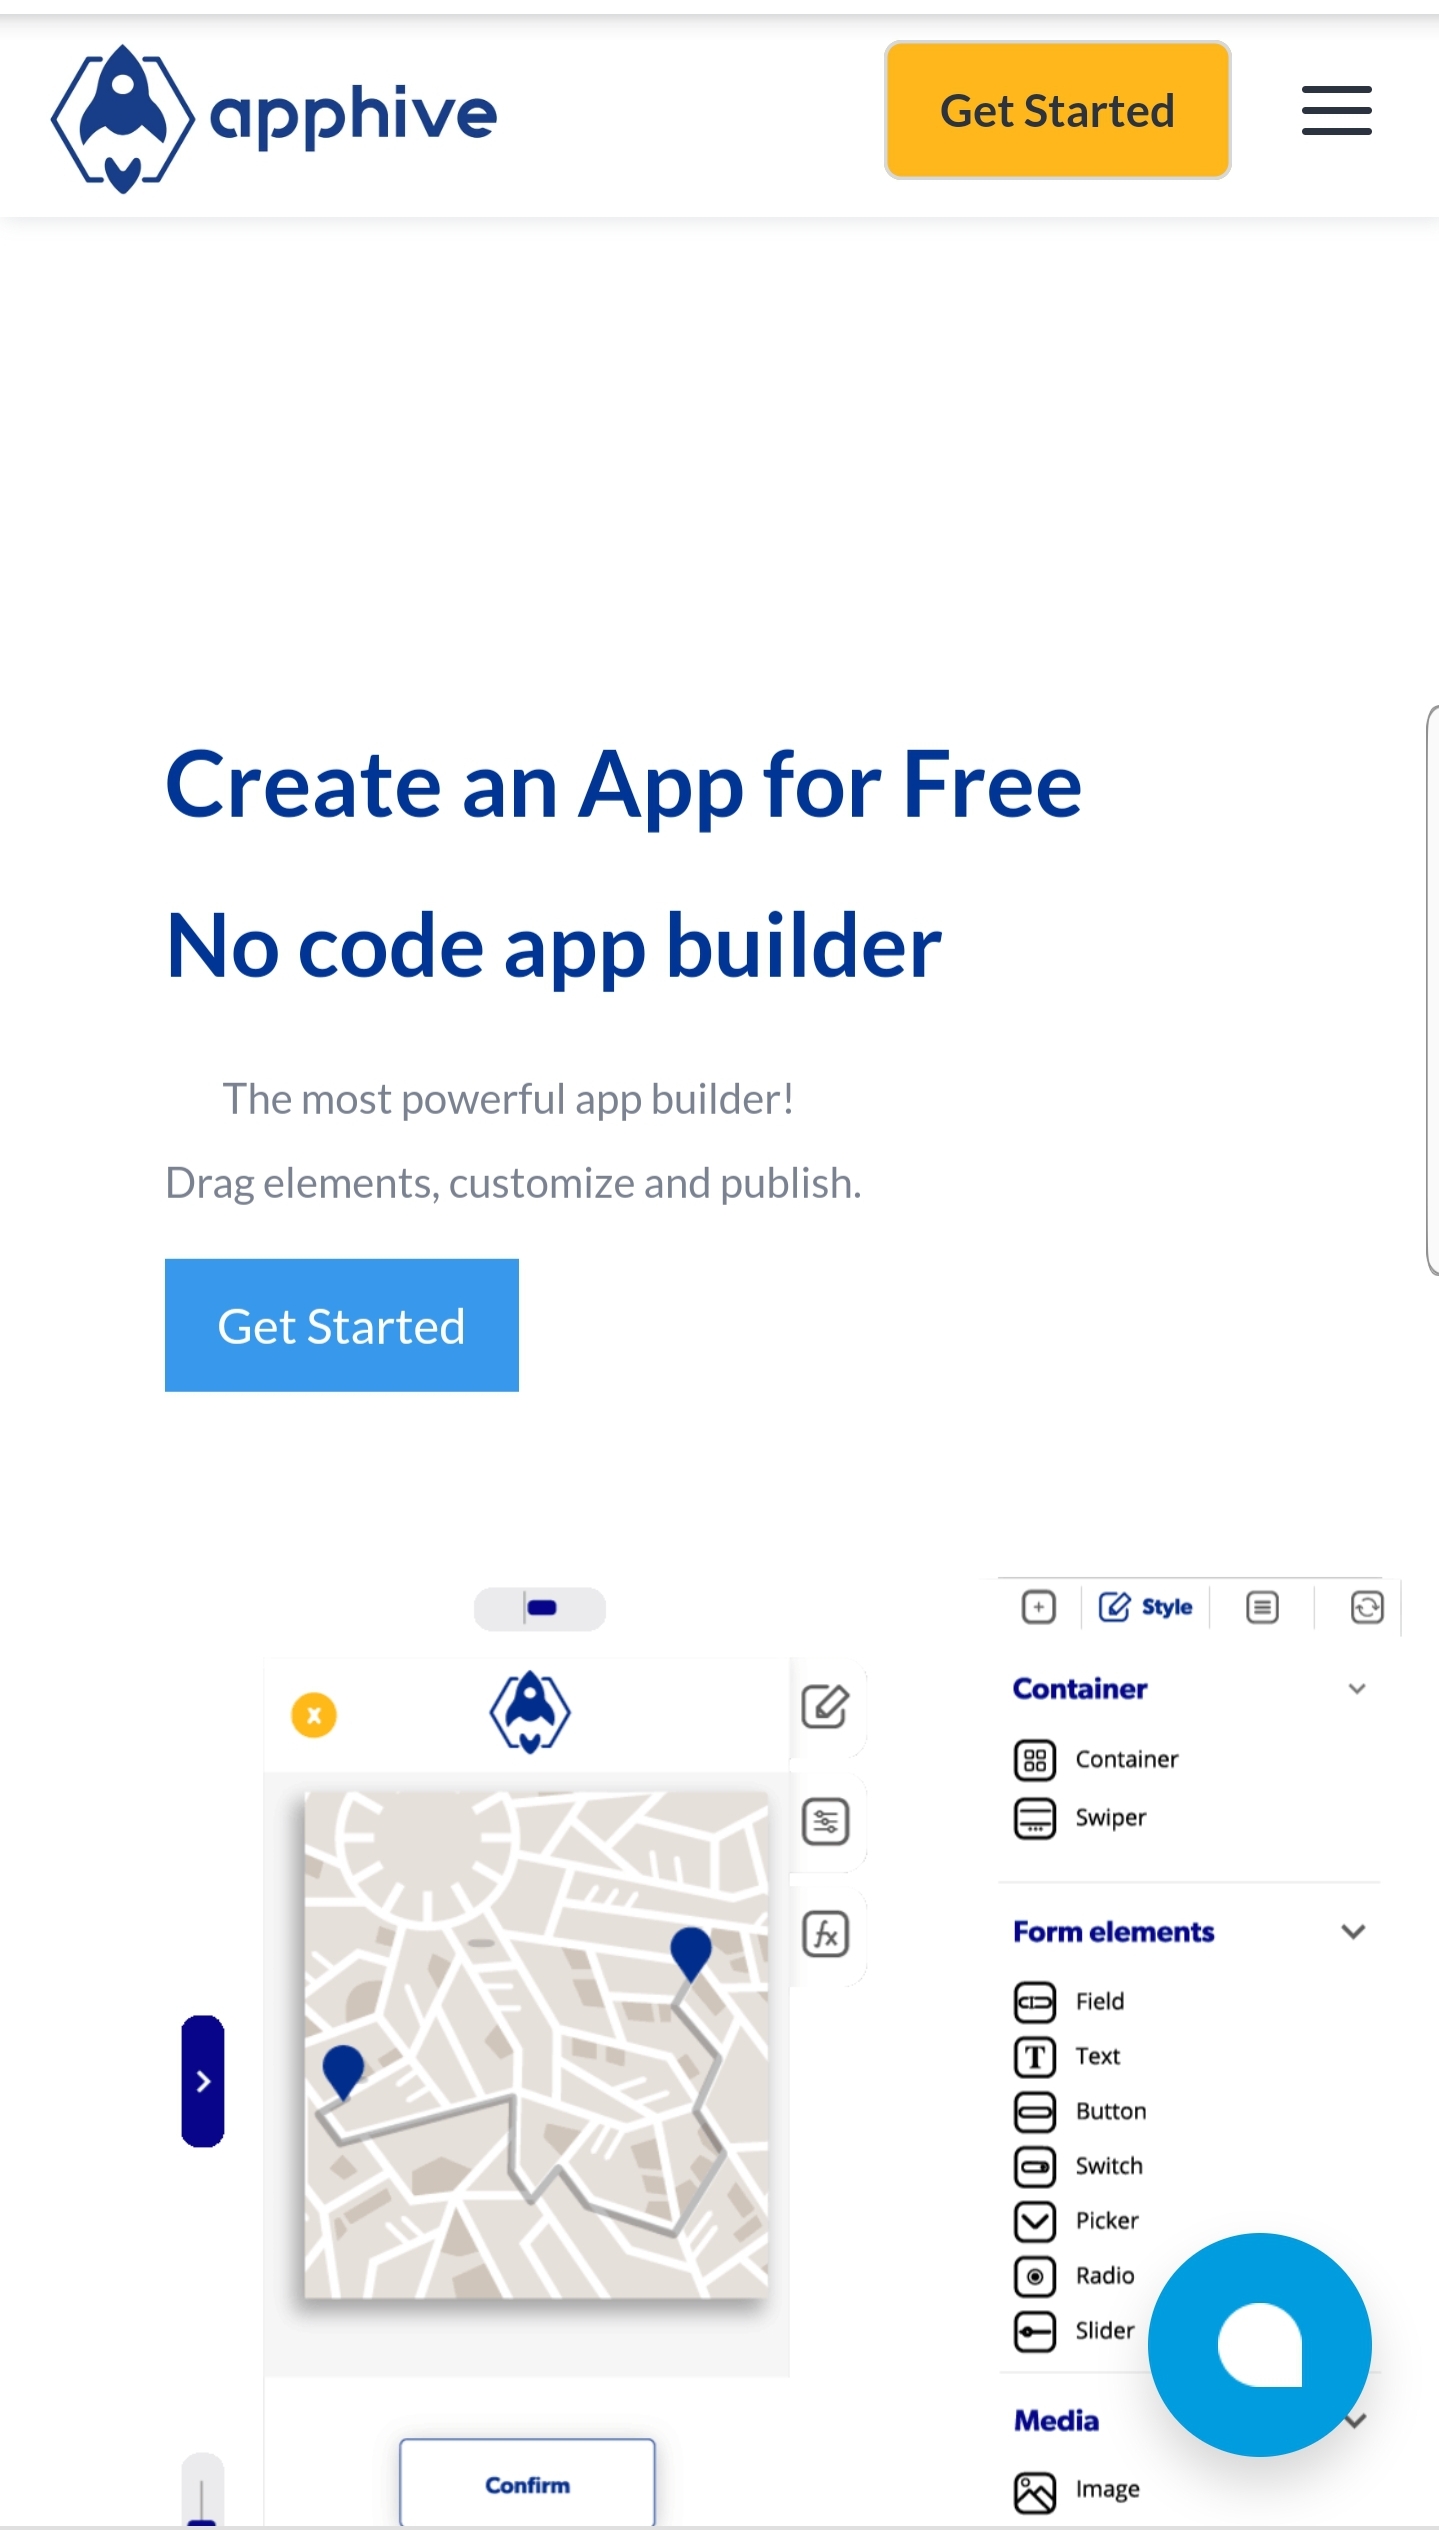 apphive
Get Started
Create an App for Free
No code app builder
The most powerful app builder!
Drag elements, customize and publish.
Get Started
Style
x
fx
Confirm
Container
Container
Swiper
Form elements
Field
Text
Button
Switch
Picker
Radio
Slider
Media
Image